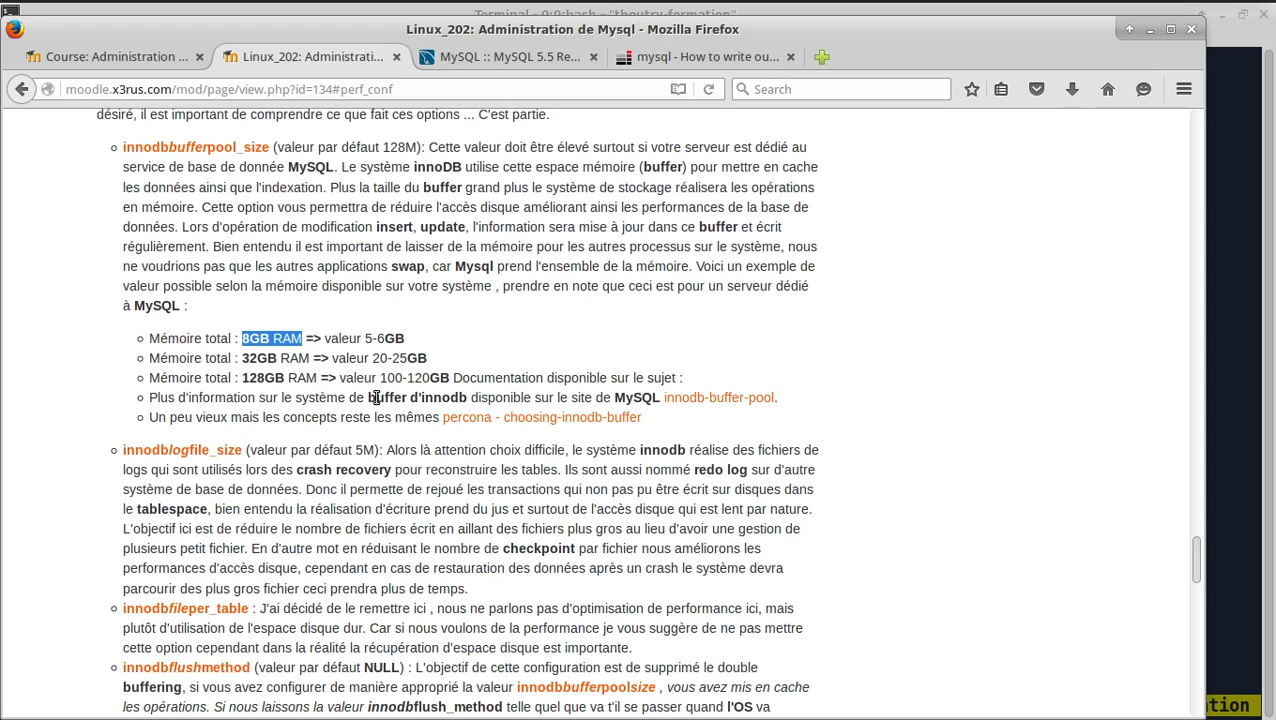 Terminal - 0:0:bash - "theutry-formation"
Linux_202: Administration de Mysql - Mozilla Firefox
Course: Administration ...
Linux_202: Administrati...
MySQL :: MySQL 5.5 Re...
mysql - How to write ou...
moodle.x3rus.com/mod/page/view.php?id=134#perf_conf
Search
désiré, il est important de comprendre ce que fait ces options ... C'est partie.
innodbbufferpool_size (valeur par défaut 128M): Cette valeur doit être élevé surtout si votre serveur est dédié au
service de base de donnée MySQL. Le système innoDB utilise cette espace mémoire (buffer) pour mettre en cache
les données ainsi que l'indexation. Plus la taille du buffer grand plus le système de stockage réalisera les opérations
en mémoire. Cette option vous permettra de réduire l'accès disque améliorant ainsi les performances de la base de
données. Lors d'opération de modification insert, update, l'information sera mise à jour dans ce buffer et écrit
régulièrement. Bien entendu il est important de laisser de la mémoire pour les autres processus sur le système, nous
ne voudrions pas que les autres applications swap, car Mysql prend l'ensemble de la mémoire. Voici un exemple de
valeur possible selon la mémoire disponible sur votre système , prendre en note que ceci est pour un serveur dédié
à MySQL :
Mémoire total : 8GB RAM => valeur 5-6GB
Mémoire total : 32GB RAM => valeur 20-25GB
Mémoire total : 128GB RAM => valeur 100-120GB Documentation disponible sur le sujet :
Plus d'information sur le système de buffer d'innodb disponible sur le site de MySQL innodb-buffer-pool.
Un peu vieux mais les concepts reste les mêmes percona - choosing-innodb-buffer
innodblogfile_size (valeur par défaut 5M): Alors là attention choix difficile, le système innodb réalise des fichiers de
logs qui sont utilisés lors des crash recovery pour reconstruire les tables. Ils sont aussi nommé redo log sur d'autre
système de base de données. Donc il permete de rejoué les transactions qui non pas pu être écrit sur disques dans
le tablespace, bien entendu la réalisation d'écriture prend du jus et surtout de l'accès disque qui est lent par nature.
L'objectif ici est de réduire le nombre de fichiers écrit en aillant des fichiers plus gros au lieu d'avoir une gestion de
plusieurs petit fichier. En d'autre mot en réduisant le nombre de checkpoint par fichier nous améliorons les
performances d'accès disque, cependant en cas de restauration des données après un crash le système devra
parcourir des plus gros fichier ceci prendra plus de temps.
innodbfileper_table : J'ai décidé de le remettre ici , nous ne parlons pas d'optimisation de performance ici, mais
plutôt d'utilisation de l'espace disque dur. Car si nous voulons de la performance je vous suggère de ne pas mettre
cette option cependant dans la réalité la récupération d'espace disque est importante.
innodbflushmethod (valeur par défaut NULL) : L'objectif de cette configuration est de supprimé le double
buffering, si vous avez configurer de manière approprié la valeur innodbbufferpoolsize , vous avez mis en cache
les opérations. Si nous laissons la valeur innodbflush_method telle quel que va t'il se passer quand l'OS va
tion